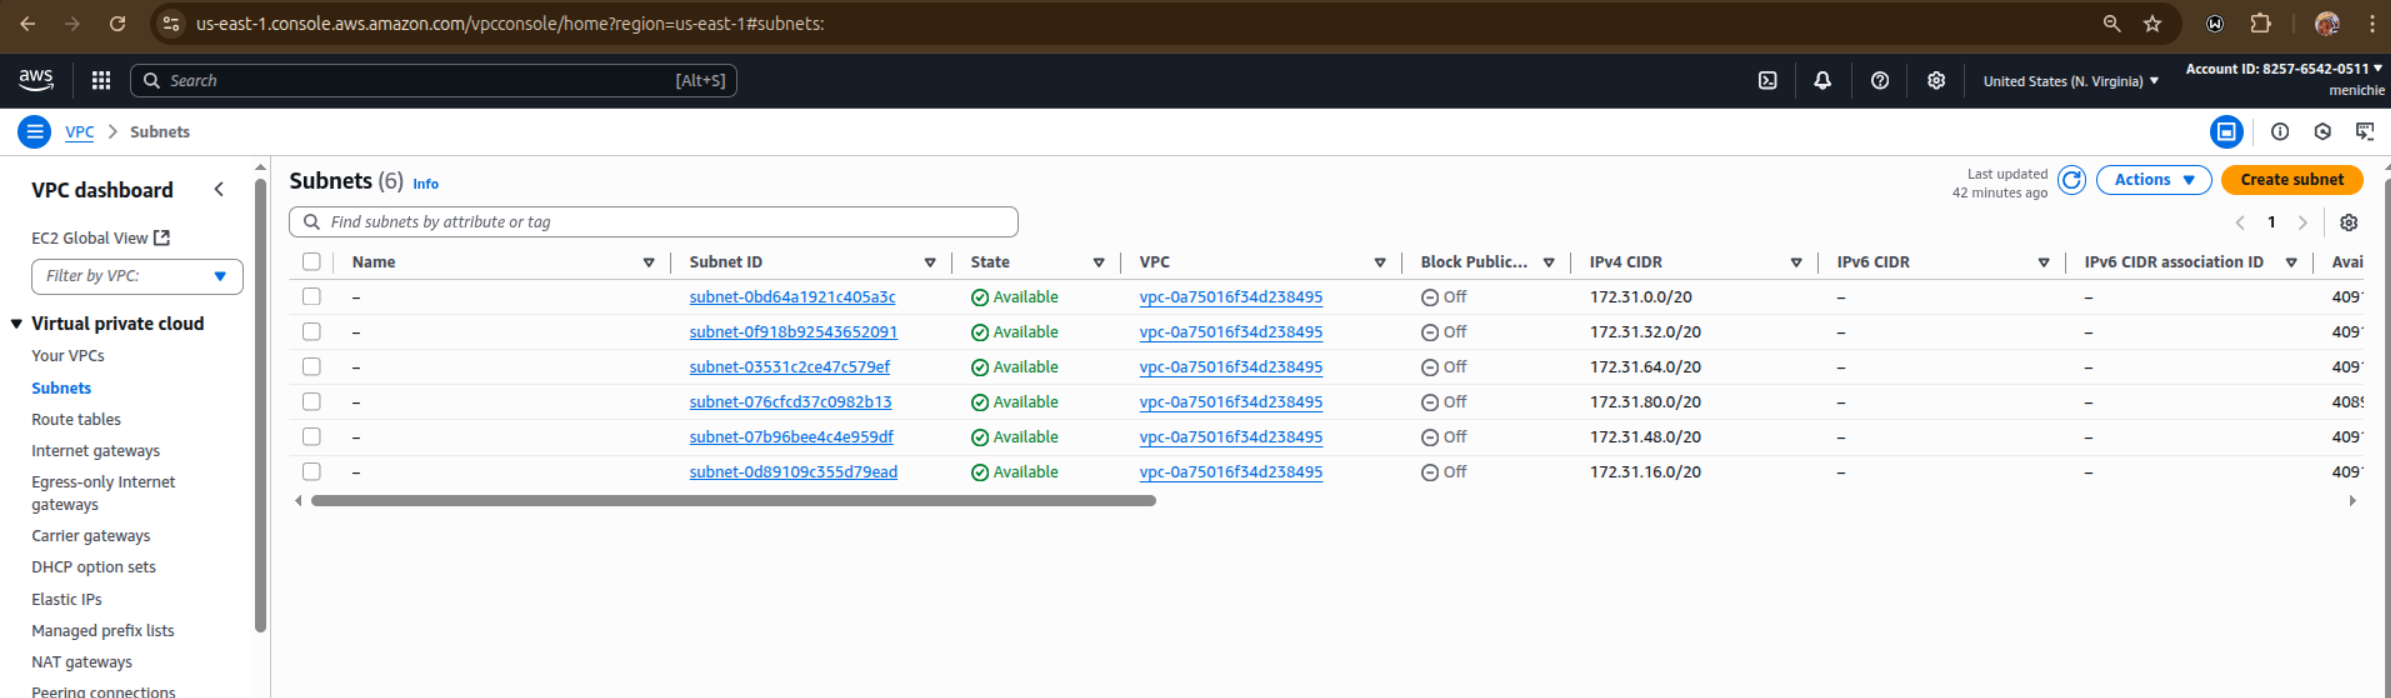 us-east-1.console.aws.amazon.com/vpcconsole/home?region=us-east-1#subnets:
aws
Search [Alt+S]
United States (N. Virginia)
Account ID: 8257-6542-0511
menichie
VPC > Subnets
VPC dashboard
EC2 Global View
Filter by VPC:
Virtual private cloud
Your VPCs
Subnets
Route tables
Internet gateways
Egress-only Internet
gateways
Carrier gateways
DHCP option sets
Elastic IPs
Managed prefix lists
NAT gateways
Peering connections
Subnets (6) Info
Last updated
42 minutes ago
Actions
Create subnet
Find subnets by attribute or tag
1
Name Subnet ID State VPC Block Public... IPv4 CIDR IPv6 CIDR IPv6 CIDR association ID Avai
– subnet-0bd64a1921c405a3c Available vpc-0a75016f34d238495 Off 172.31.0.0/20 – – 409
– subnet-0f918b92543652091 Available vpc-0a75016f34d238495 Off 172.31.32.0/20 – – 409
– subnet-03531c2ce47c579ef Available vpc-0a75016f34d238495 Off 172.31.64.0/20 – – 409
– subnet-076cfcd37c0982b13 Available vpc-0a75016f34d238495 Off 172.31.80.0/20 – – 408
– subnet-07b96bee4c4e959df Available vpc-0a75016f34d238495 Off 172.31.48.0/20 – – 409
– subnet-0d89109c355d79ead Available vpc-0a75016f34d238495 Off 172.31.16.0/20 – – 409